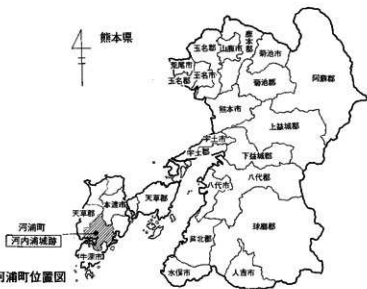 熊本県
玉名郡
山鹿市
鹿本郡
菊池市
荒尾市
玉名市
玉名郡
菊池郡
阿蘇郡
熊本市
上益城郡
宇土市
宇土郡
下益城郡
八代市
八代郡
本渡市
天草郡
天草郡
河浦町
河内浦城跡
牛深市
芦北郡
球磨郡
水俣市
人吉市
河浦町位置図